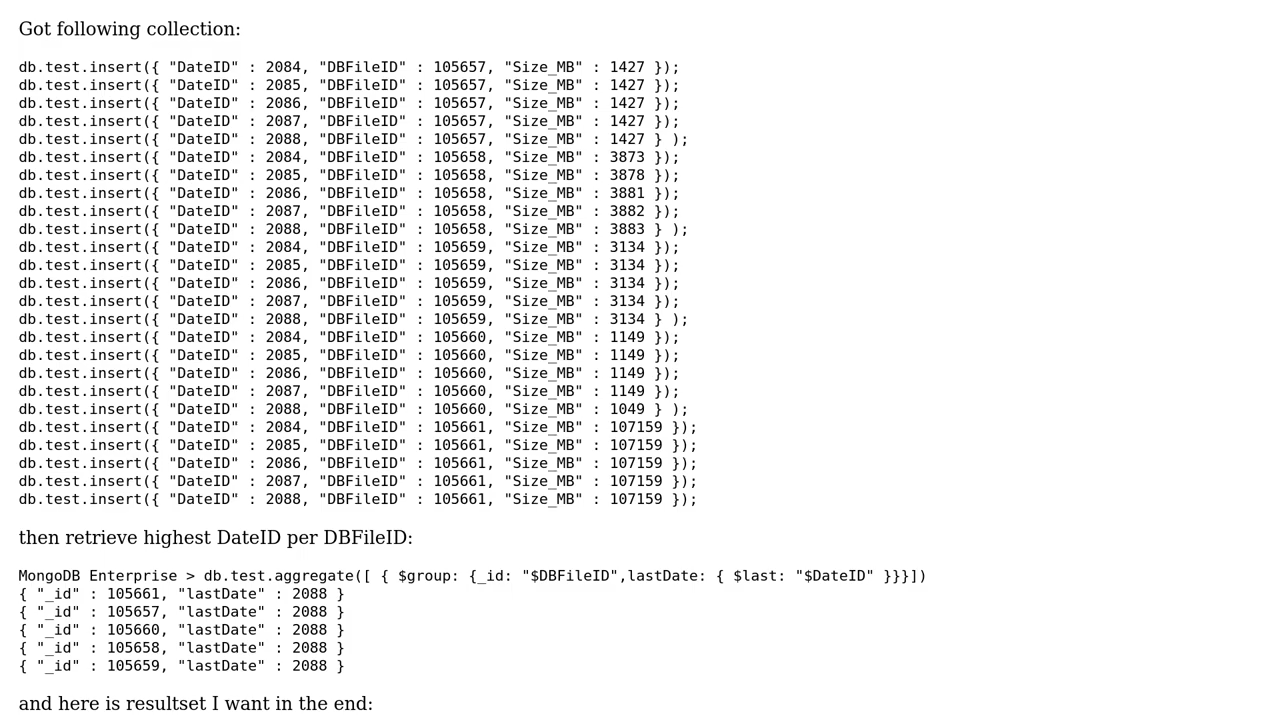 Got following collection:
db.test.insert({ "DateID" : 2084, "DBFileID" : 105657, "Size_MB" : 1427 });
db.test.insert({ "DateID" : 2085, "DBFileID" : 105657, "Size_MB" : 1427 });
db.test.insert({ "DateID" : 2086, "DBFileID" : 105657, "Size_MB" : 1427 });
db.test.insert({ "DateID" : 2087, "DBFileID" : 105657, "Size_MB" : 1427 });
db.test.insert({ "DateID" : 2088, "DBFileID" : 105657, "Size_MB" : 1427 } );
db.test.insert({ "DateID" : 2084, "DBFileID" : 105658, "Size_MB" : 3873 });
db.test.insert({ "DateID" : 2085, "DBFileID" : 105658, "Size_MB" : 3878 });
db.test.insert({ "DateID" : 2086, "DBFileID" : 105658, "Size_MB" : 3881 });
db.test.insert({ "DateID" : 2087, "DBFileID" : 105658, "Size_MB" : 3882 });
db.test.insert({ "DateID" : 2088, "DBFileID" : 105658, "Size_MB" : 3883 } );
db.test.insert({ "DateID" : 2084, "DBFileID" : 105659, "Size_MB" : 3134 });
db.test.insert({ "DateID" : 2085, "DBFileID" : 105659, "Size_MB" : 3134 });
db.test.insert({ "DateID" : 2086, "DBFileID" : 105659, "Size_MB" : 3134 });
db.test.insert({ "DateID" : 2087, "DBFileID" : 105659, "Size_MB" : 3134 });
db.test.insert({ "DateID" : 2088, "DBFileID" : 105659, "Size_MB" : 3134 } );
db.test.insert({ "DateID" : 2084, "DBFileID" : 105660, "Size_MB" : 1149 });
db.test.insert({ "DateID" : 2085, "DBFileID" : 105660, "Size_MB" : 1149 });
db.test.insert({ "DateID" : 2086, "DBFileID" : 105660, "Size_MB" : 1149 });
db.test.insert({ "DateID" : 2087, "DBFileID" : 105660, "Size_MB" : 1149 });
db.test.insert({ "DateID" : 2088, "DBFileID" : 105660, "Size_MB" : 1049 } );
db.test.insert({ "DateID" : 2084, "DBFileID" : 105661, "Size_MB" : 107159 });
db.test.insert({ "DateID" : 2085, "DBFileID" : 105661, "Size_MB" : 107159 });
db.test.insert({ "DateID" : 2086, "DBFileID" : 105661, "Size_MB" : 107159 });
db.test.insert({ "DateID" : 2087, "DBFileID" : 105661, "Size_MB" : 107159 });
db.test.insert({ "DateID" : 2088, "DBFileID" : 105661, "Size_MB" : 107159 });
then retrieve highest DateID per DBFileID:
MongoDB Enterprise > db.test.aggregate([ { $group: {_id: "$DBFileID",lastDate: { $last: "$DateID" }}}])
{ "_id" : 105661, "lastDate" : 2088 }
{ "_id" : 105657, "lastDate" : 2088 }
{ "_id" : 105660, "lastDate" : 2088 }
{ "_id" : 105658, "lastDate" : 2088 }
{ "_id" : 105659, "lastDate" : 2088 }
and here is resultset I want in the end: